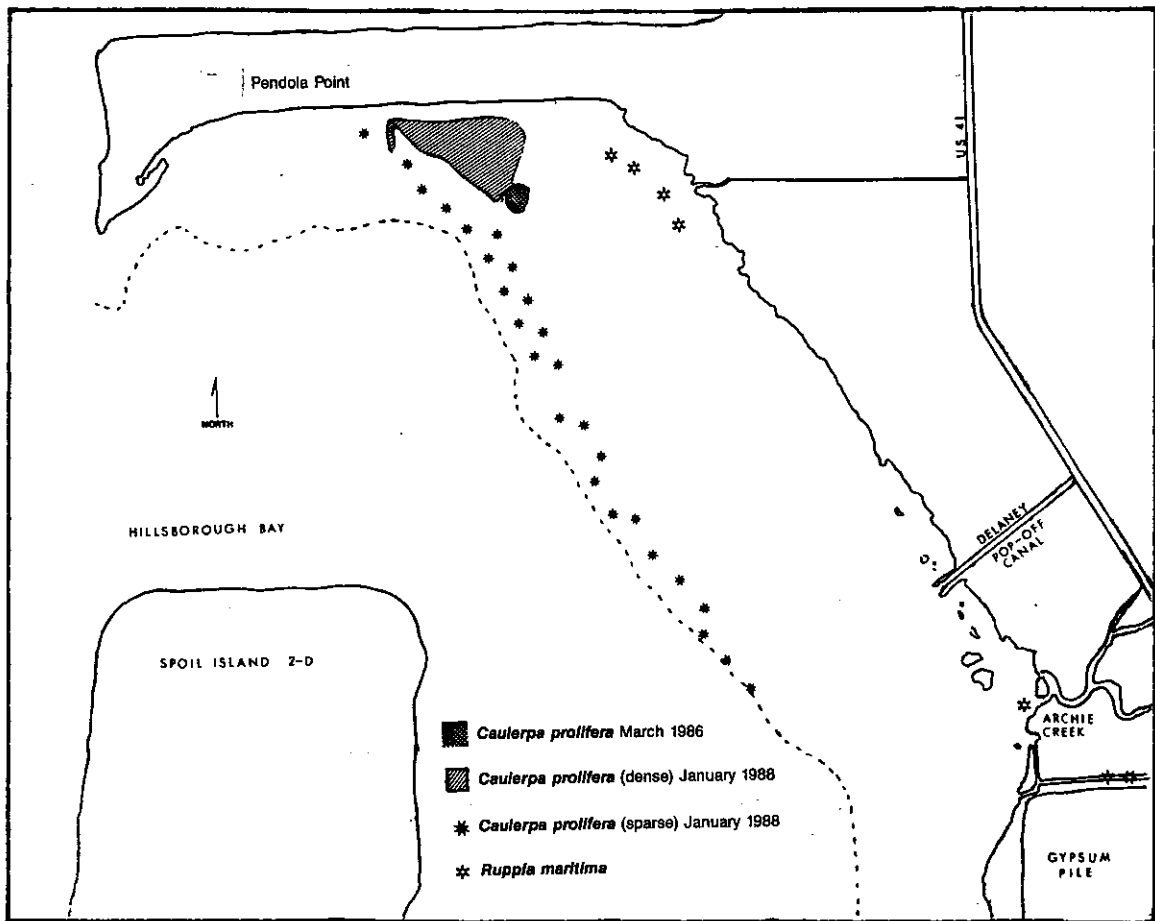 Pendola Point
US 41
NORTH
HILLSBOROUGH BAY
DELANEY
POP-OFF
CANAL
SPOIL ISLAND 2-D
ARCHIE
CREEK
Caulerpa prolifera March 1986
Caulerpa prolifera (dense) January 1988
Caulerpa prolifera (sparse) January 1988
Ruppia maritima
GYPSUM
PILE